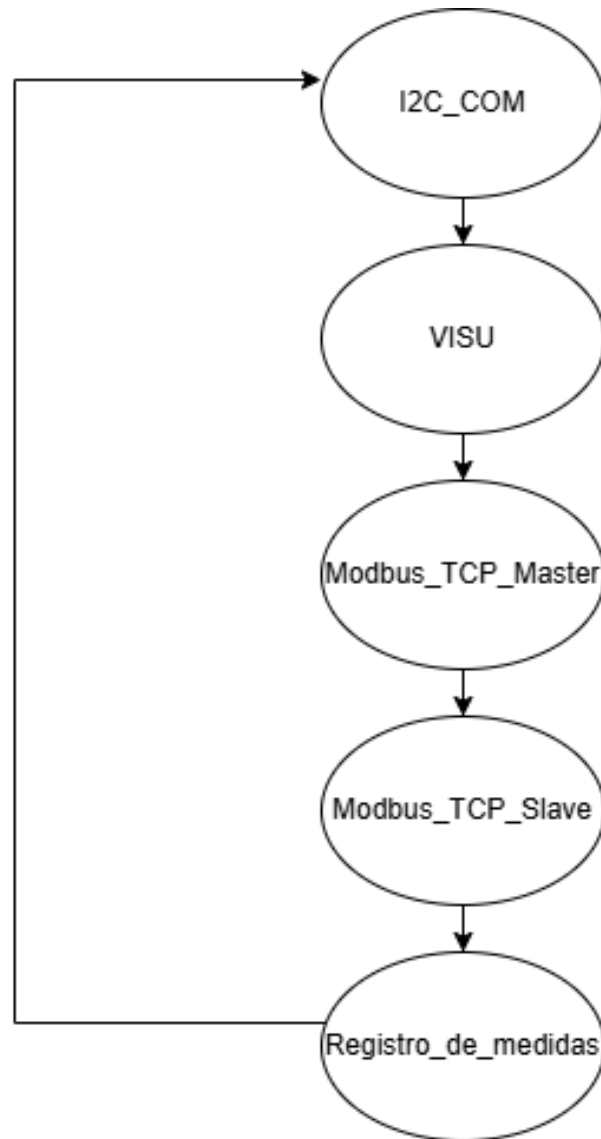 I2C_COM
VISU
Modbus_TCP_Master
Modbus_TCP_Slave
Registro_de_medidas